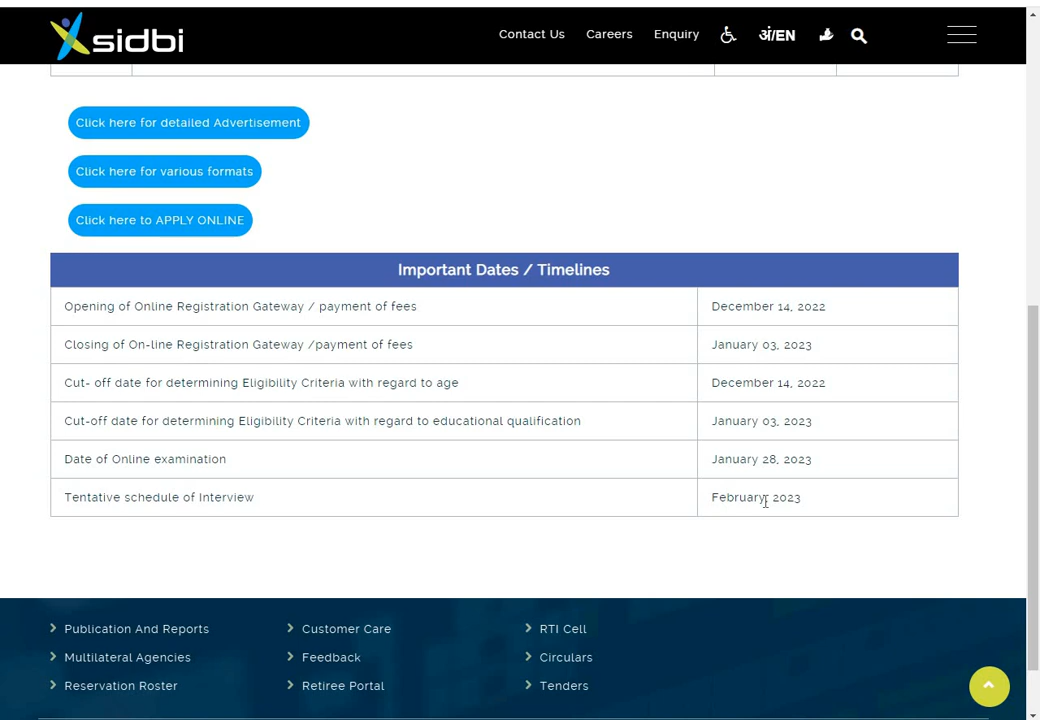 sidbi
Contact Us Careers Enquiry अं/EN
Click here for detailed Advertisement
Click here for various formats
Click here to APPLY ONLINE
Important Dates / Timelines
Opening of Online Registration Gateway / payment of fees December 14, 2022
Closing of On-line Registration Gateway /payment of fees January 03, 2023
Cut- off date for determining Eligibility Criteria with regard to age December 14, 2022
Cut-off date for determining Eligibility Criteria with regard to educational qualification January 03, 2023
Date of Online examination January 28, 2023
Tentative schedule of Interview February, 2023
Publication And Reports Customer Care RTI Cell
Multilateral Agencies Feedback Circulars
Reservation Roster Retiree Portal Tenders